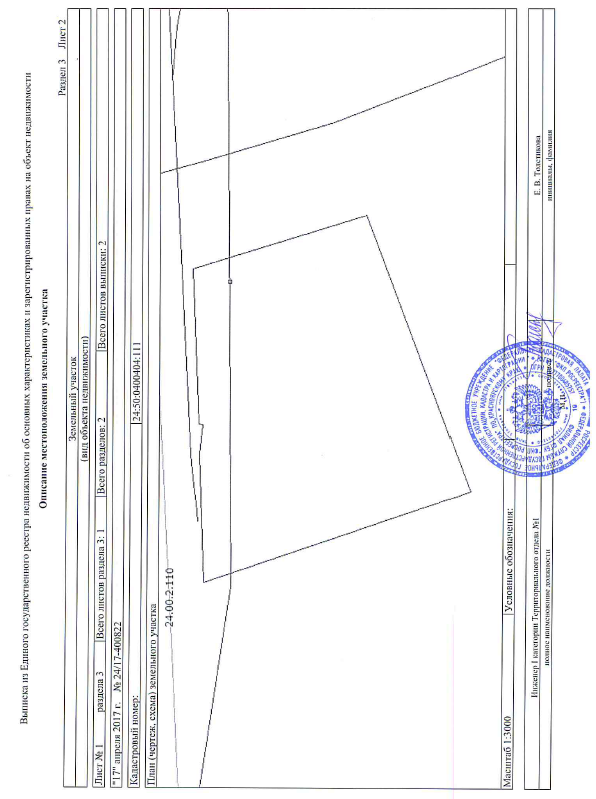 Выписка из Единого государственного реестра недвижимости об основных характеристиках и зарегистрированных правах на объект недвижимости
Раздел 3 Лист 2
Описание местоположения земельного участка
Земельный участок
(вид объекта недвижимости)
Лист № 1 раздела 3 Всего листов раздела 3: 1 Всего разделов: 2 Всего листов выписки: 2
"17" апреля 2017 г. № 24/17-400822
Кадастровый номер: 24:50:0400404:111
План (чертеж, схема) земельного участка
24.00.2.110
Масштаб 1:3000 Условные обозначения:
Инженер I категории Территориального отдела №1 Е. В. Толстикова
полное наименование должности подпись инициалы, фамилия
М.П.